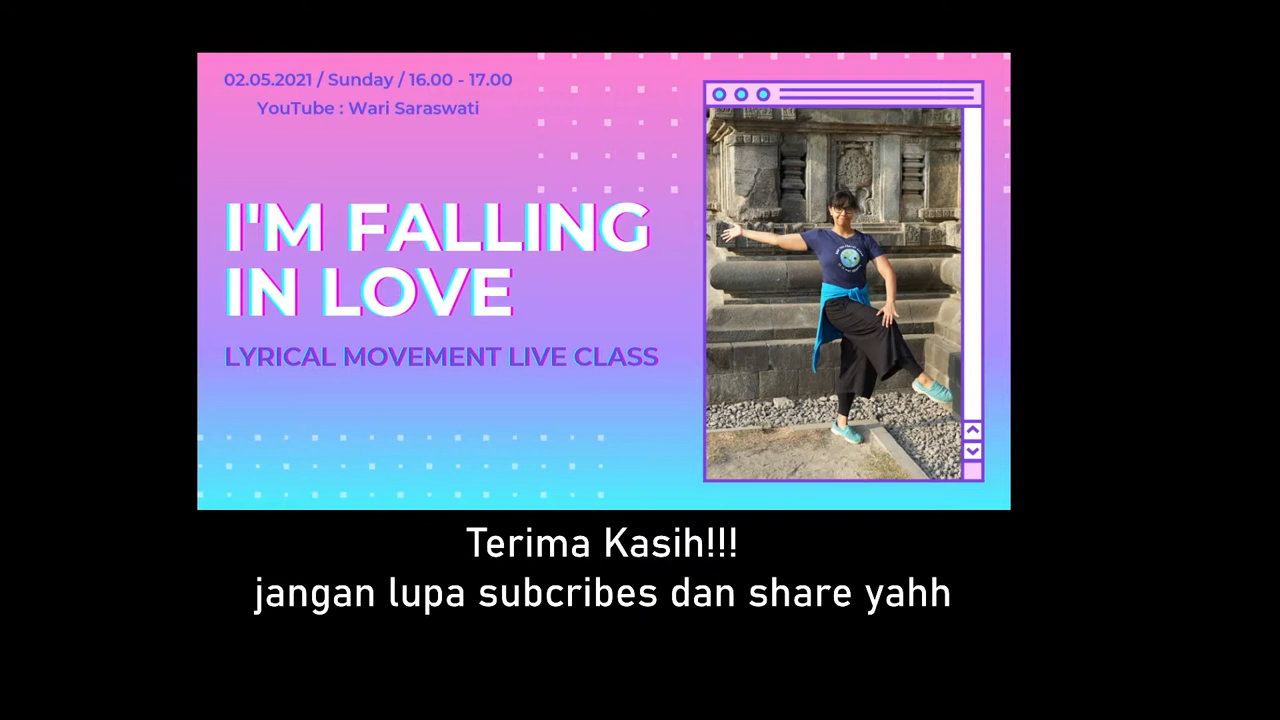 02.05.2021 / Sunday / 16.00 - 17.00
YouTube : Wari Saraswati
I'M FALLING
IN LOVE
LYRICAL MOVEMENT LIVE CLASS
Terima Kasih!!!
jangan lupa subcribes dan share yahh